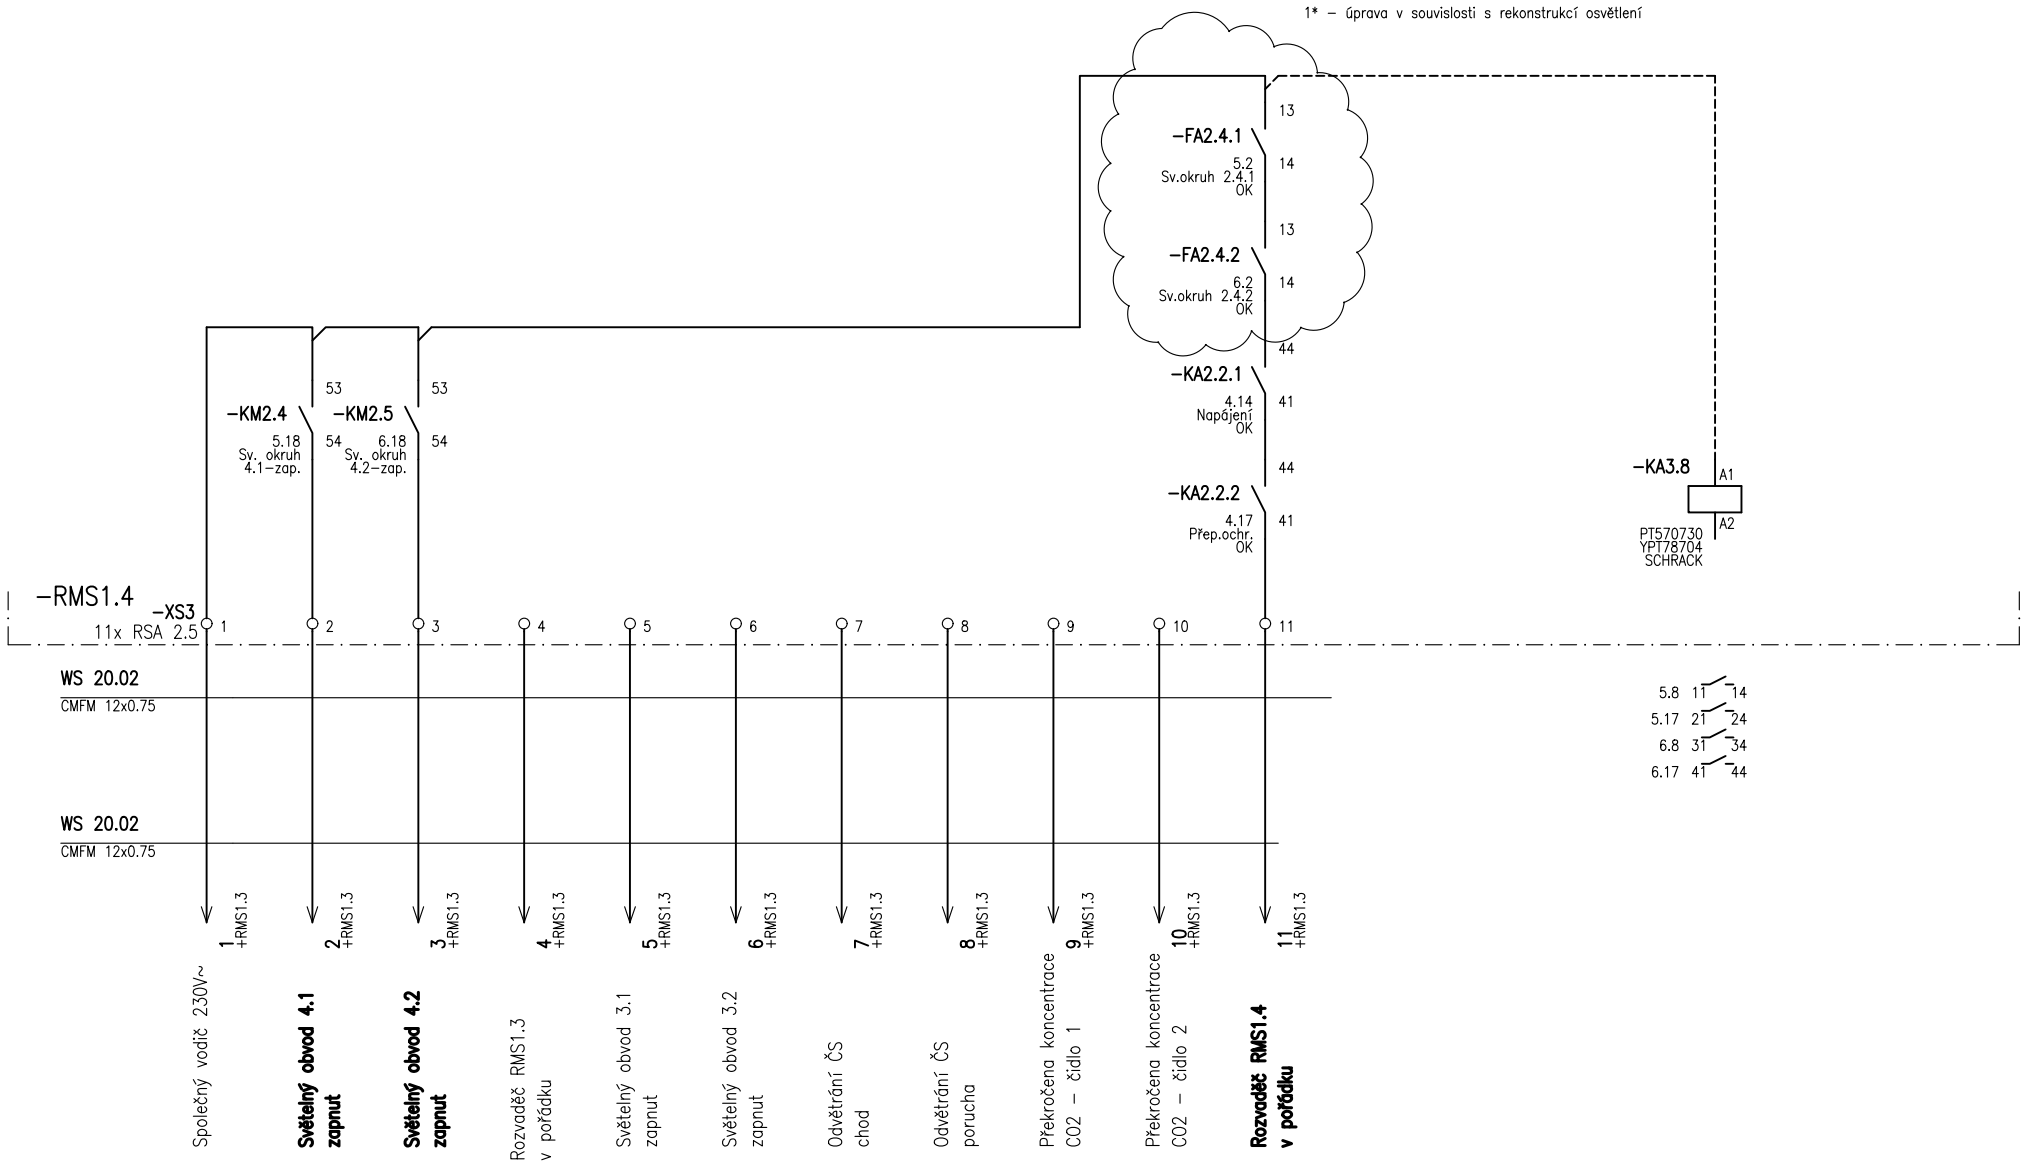 1* – úprava v souvislosti s rekonstrukcí osvětlení
13
–FA2.4.1
5.2
14
Sv.okruh 2.4.1
OK
13
–FA2.4.2
6.2
14
Sv.okruh 2.4.2
OK
44
–KA2.2.1
4.14
41
Napájení
OK
44
–KA2.2.2
4.17
41
Přep.ochr.
OK
53
–KM2.4
5.18
54
Sv. okruh
4.1–zap.
53
–KM2.5
6.18
54
Sv. okruh
4.2–zap.
–KA3.8
A1
A2
PT570730
YPT78704
SCHRACK
–RMS1.4
–XS3
11x RSA 2.5
1
2
3
4
5
6
7
8
9
10
11
WS 20.02
CMFM 12x0.75
5.8 11 14
5.17 21 24
6.8 31 34
6.17 41 44
WS 20.02
CMFM 12x0.75
1
+RMS1.3
2
+RMS1.3
3
+RMS1.3
4
+RMS1.3
5
+RMS1.3
6
+RMS1.3
7
+RMS1.3
8
+RMS1.3
9
+RMS1.3
10
+RMS1.3
11
+RMS1.3
Společný vodič 230V~
Světelný obvod 4.1
zapnut
Světelný obvod 4.2
zapnut
Rozvaděč RMS1.3
v pořádku
Světelný obvod 3.1
zapnut
Světelný obvod 3.2
zapnut
Odvětrání ČS
chod
Odvětrání ČS
porucha
Překročena koncentrace
CO2 – čidlo 1
Překročena koncentrace
CO2 – čidlo 2
Rozvaděč RMS1.4
v pořádku